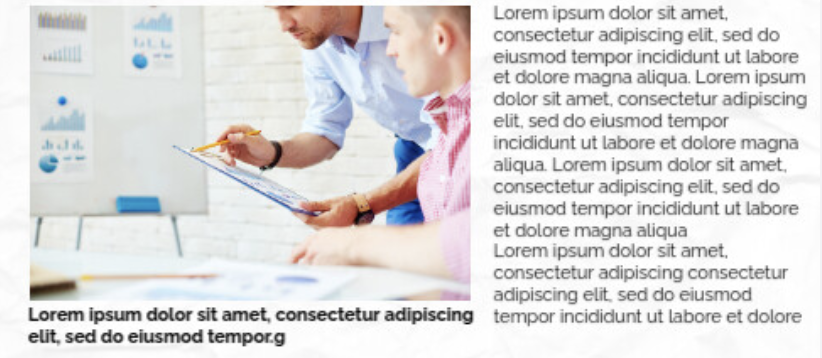 Lorem ipsum dolor sit amet, consectetur adipiscing
elit, sed do eiusmod tempor.g
Lorem ipsum dolor sit amet,
consectetur adipiscing elit, sed do
eiusmod tempor incididunt ut labore
et dolore magna aliqua. Lorem ipsum
dolor sit amet, consectetur adipiscing
elit, sed do eiusmod tempor
incididunt ut labore et dolore magna
aliqua. Lorem ipsum dolor sit amet,
consectetur adipiscing elit, sed do
eiusmod tempor incididunt ut labore
et dolore magna aliqua
Lorem ipsum dolor sit amet,
consectetur adipiscing consectetur
adipiscing elit, sed do eiusmod
tempor incididunt ut labore et dolore